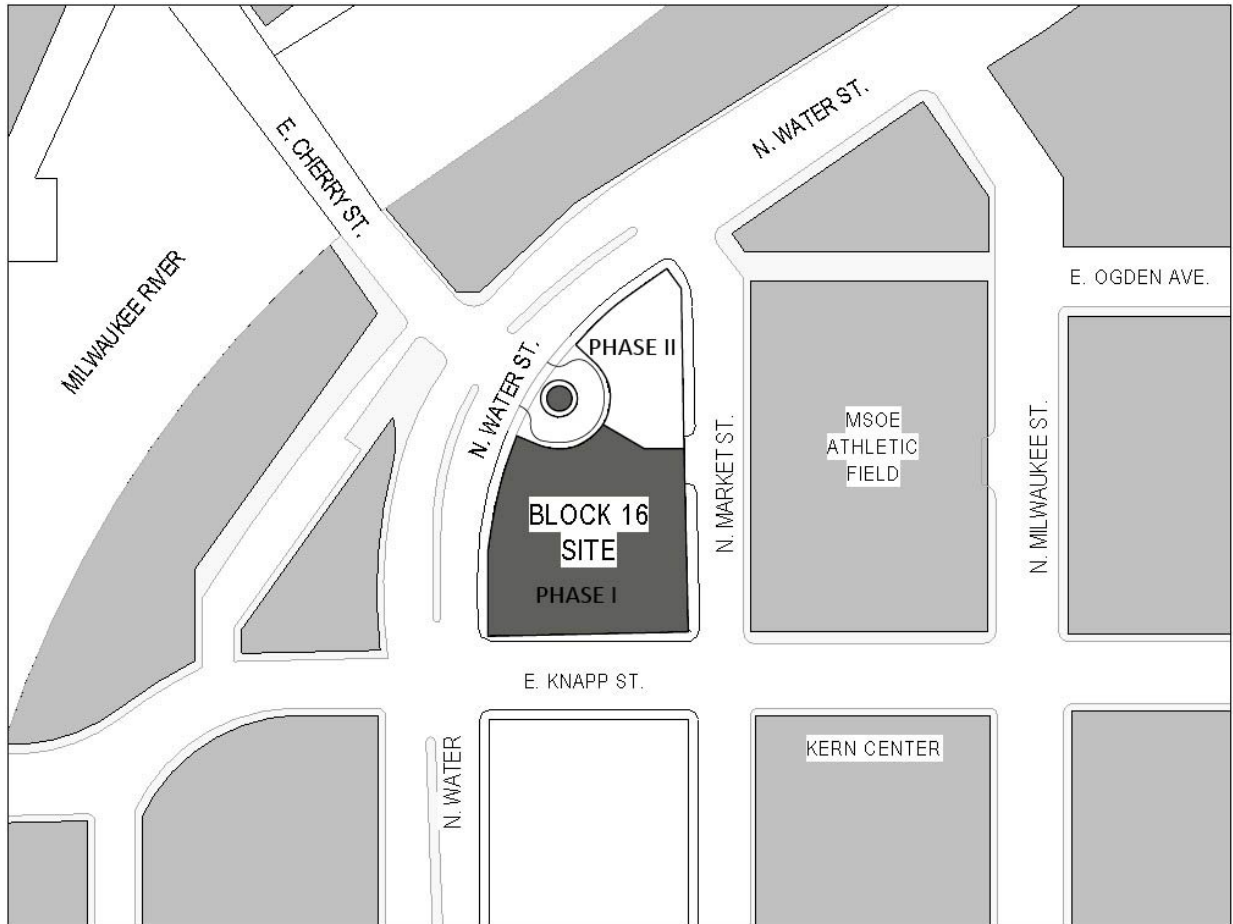 N. WATER ST.
E. CHERRY ST.
MILWAUKEE RIVER
E. OGDEN AVE.
N. WATER ST.
PHASE II
N. MARKET ST.
MSOE
ATHLETIC
FIELD
N. MILWAUKEE ST.
BLOCK 16
SITE
PHASE I
E. KNAPP ST.
N. WATER
KERN CENTER